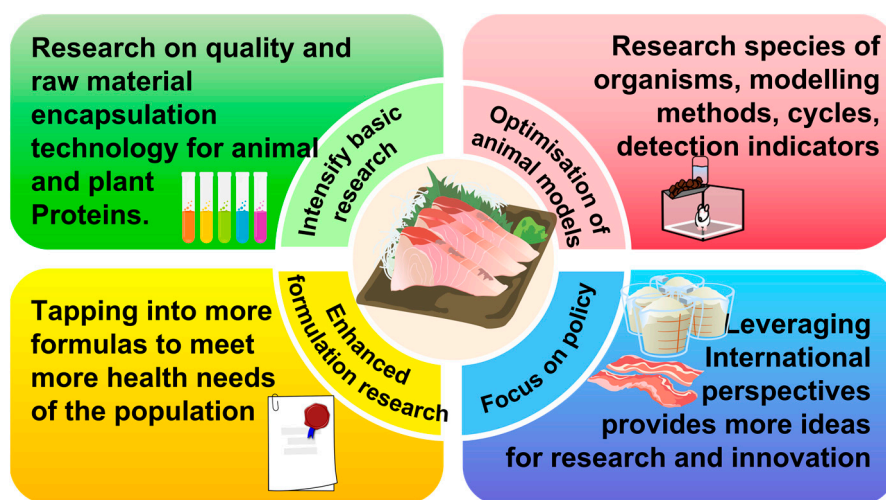 Research on quality and
raw material
encapsulation
technology for animal
and plant
Proteins.
Intensify basic
research
Research species of
organisms, modelling
methods, cycles,
detection indicators
Optimisation of
animal models
Tapping into more
formulas to meet
more health needs
of the population
Enhanced
formulation research
Leveraging
International
perspectives
provides more ideas
for research and innovation
Focus on policy